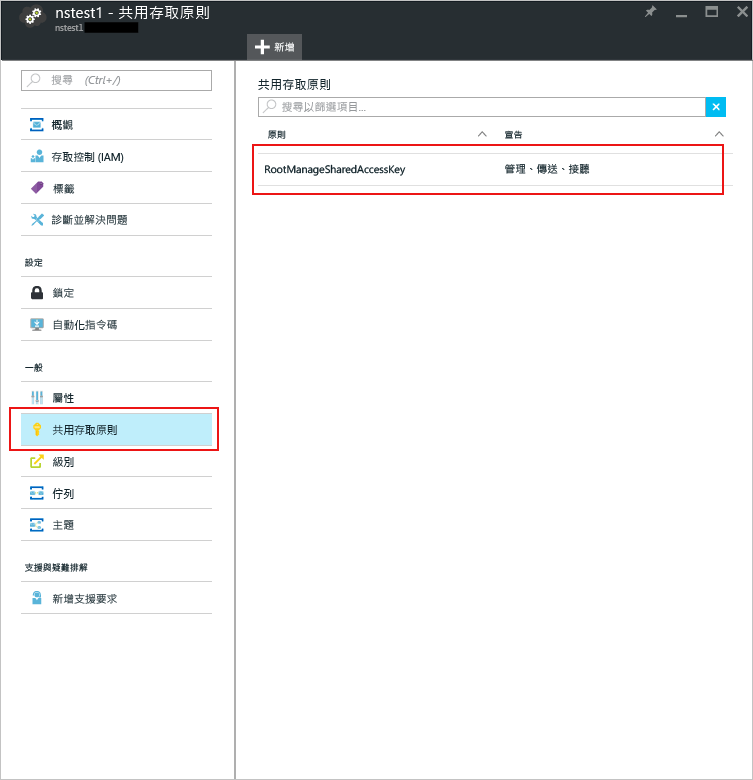 nstest1 - 共用存取原則
nstest1
新增
搜尋 (Ctrl+/)
概觀
存取控制 (IAM)
標籤
診斷並解決問題
設定
鎖定
自動化指令碼
一般
屬性
共用存取原則
級別
佇列
主題
支援與疑難排解
新增支援要求
共用存取原則
搜尋以篩選項目...
原則 宣告
RootManageSharedAccessKey 管理、傳送、接聽